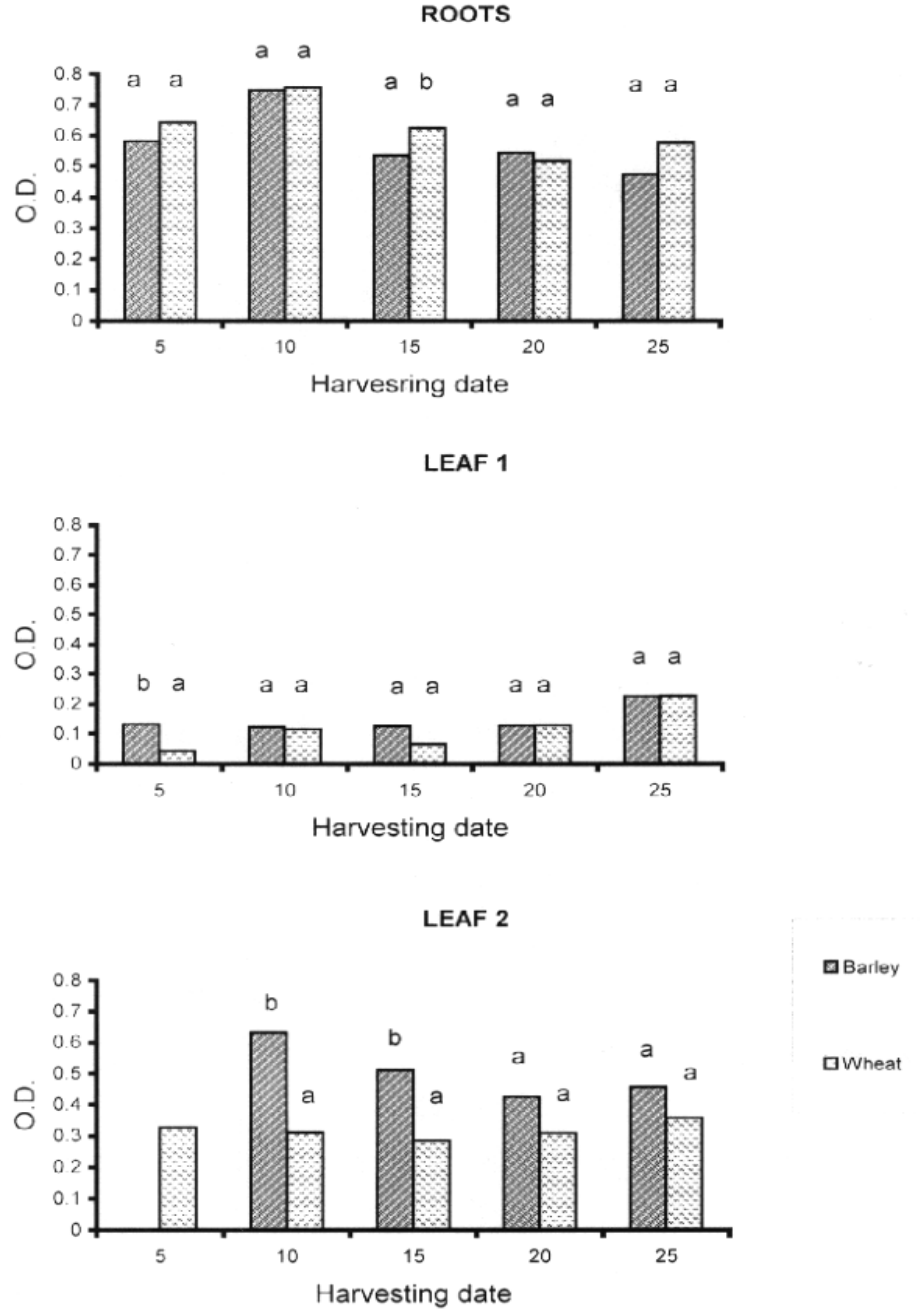 ROOTS
a a a a a b a a a a
0.8
0.7
0.6
0.5
0.4
0.3
0.2
0.1
0
O.D.
5 10 15 20 25
Harvesring date
LEAF 1
0.8
0.7
0.6
0.5
0.4
0.3
0.2
0.1
0
O.D.
b a a a a a a a a a
5 10 15 20 25
Harvesting date
LEAF 2
0.8
0.7
0.6
0.5
0.4
0.3
0.2
0.1
0
O.D.
b a b a a a a a
5 10 15 20 25
Harvesting date
Barley
Wheat